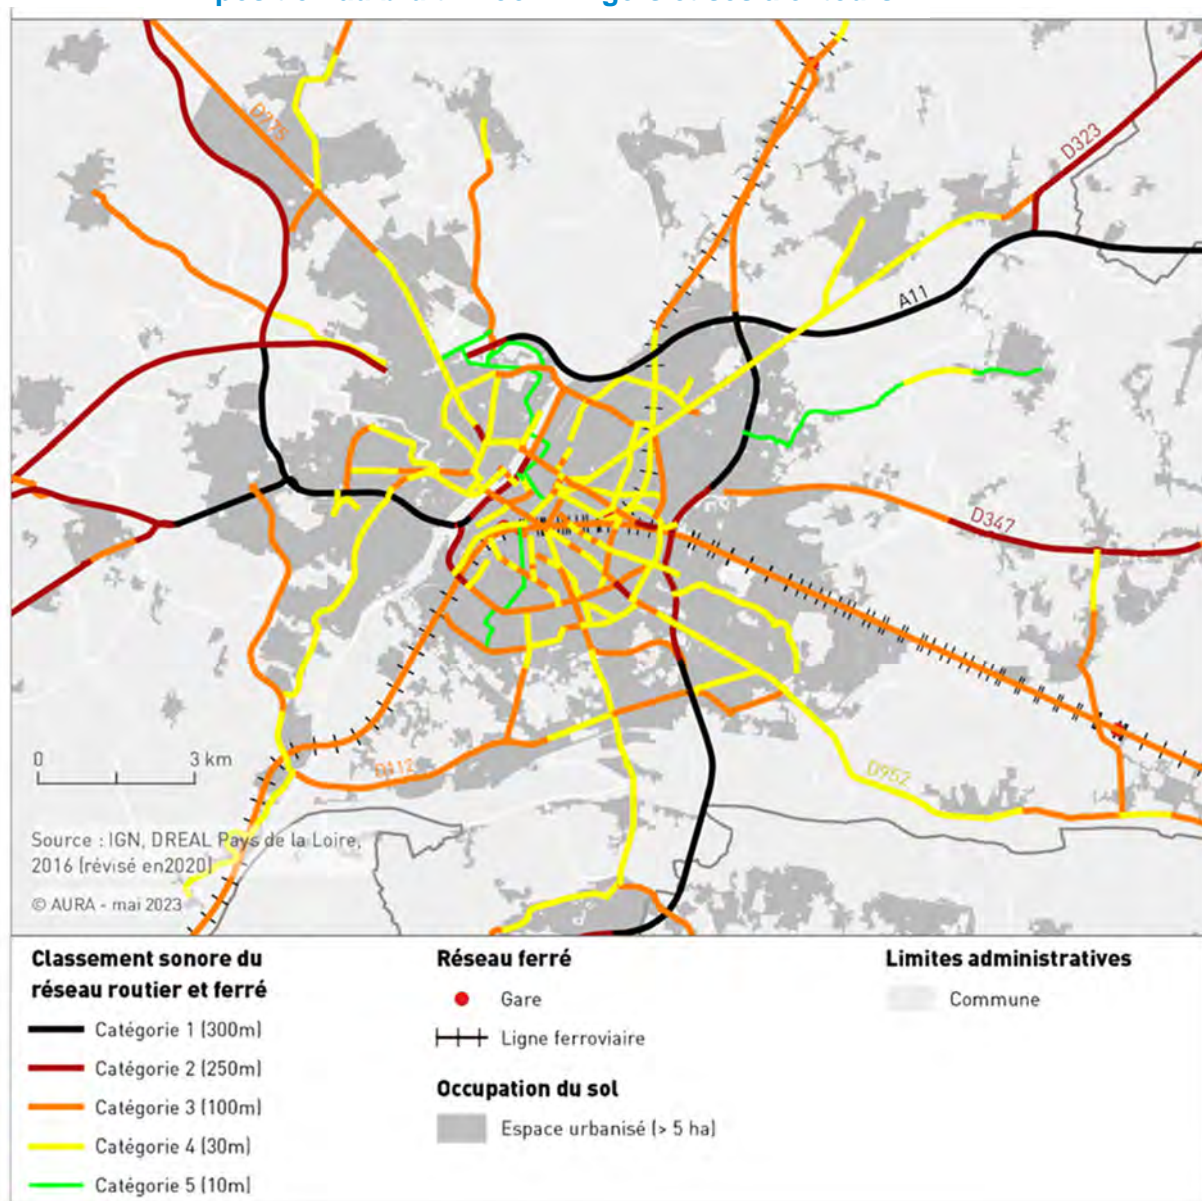 D775
D323
A11
D347
D112
D952
0 3 km
Source : IGN, DREAL Pays de la Loire,
2016 (révisé en2020)
© AURA - mai 2023
Classement sonore du
réseau routier et ferré
Catégorie 1 (300m)
Catégorie 2 (250m)
Catégorie 3 (100m)
Catégorie 4 (30m)
Catégorie 5 (10m)
Réseau ferré
Gare
Ligne ferroviaire
Occupation du sol
Espace urbanisé (> 5 ha)
Limites administratives
Commune